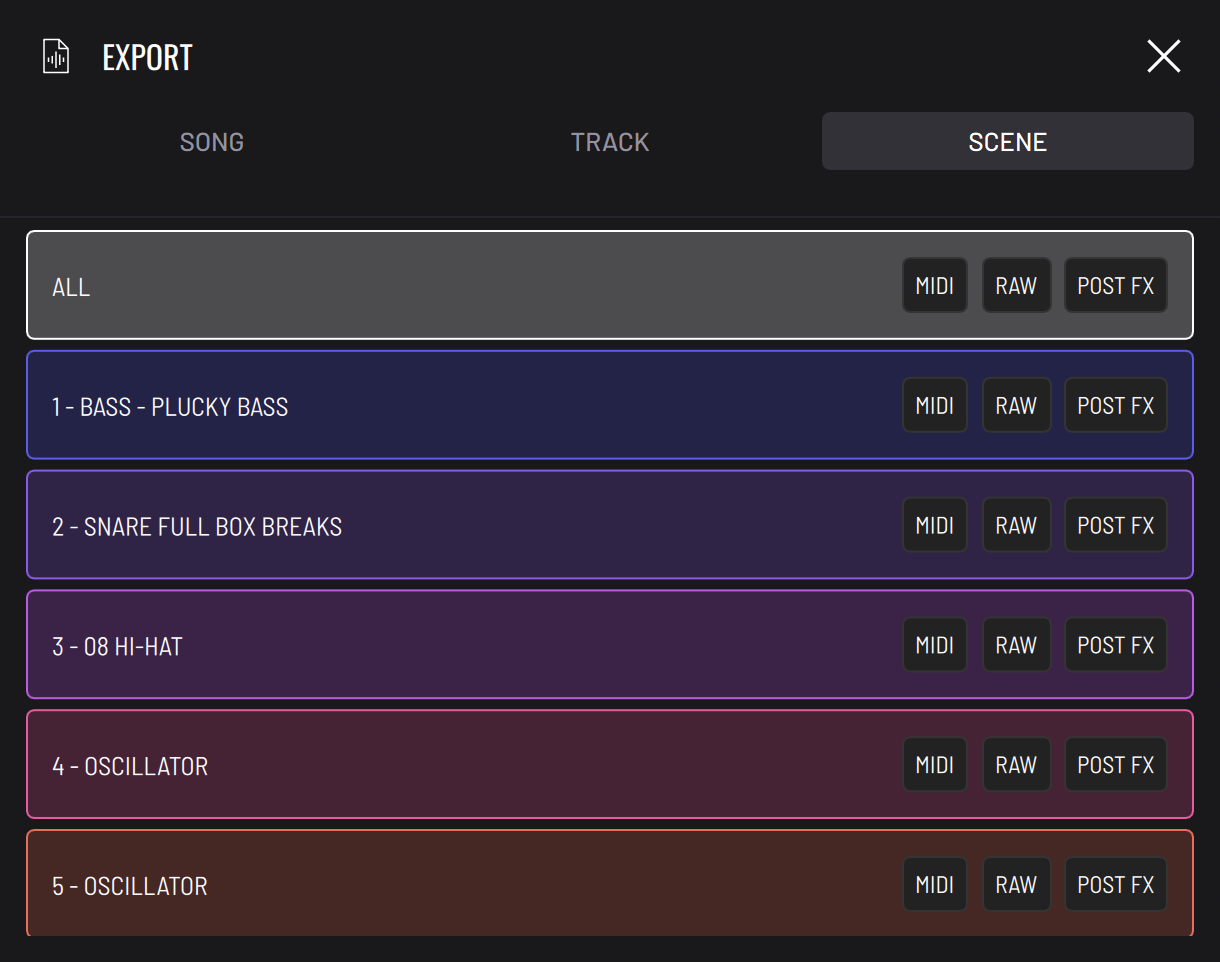 EXPORT
SONG TRACK SCENE
ALL MIDI RAW POST FX
1 - BASS - PLUCKY BASS MIDI RAW POST FX
2 - SNARE FULL BOX BREAKS MIDI RAW POST FX
3 - 08 HI-HAT MIDI RAW POST FX
4 - OSCILLATOR MIDI RAW POST FX
5 - OSCILLATOR MIDI RAW POST FX